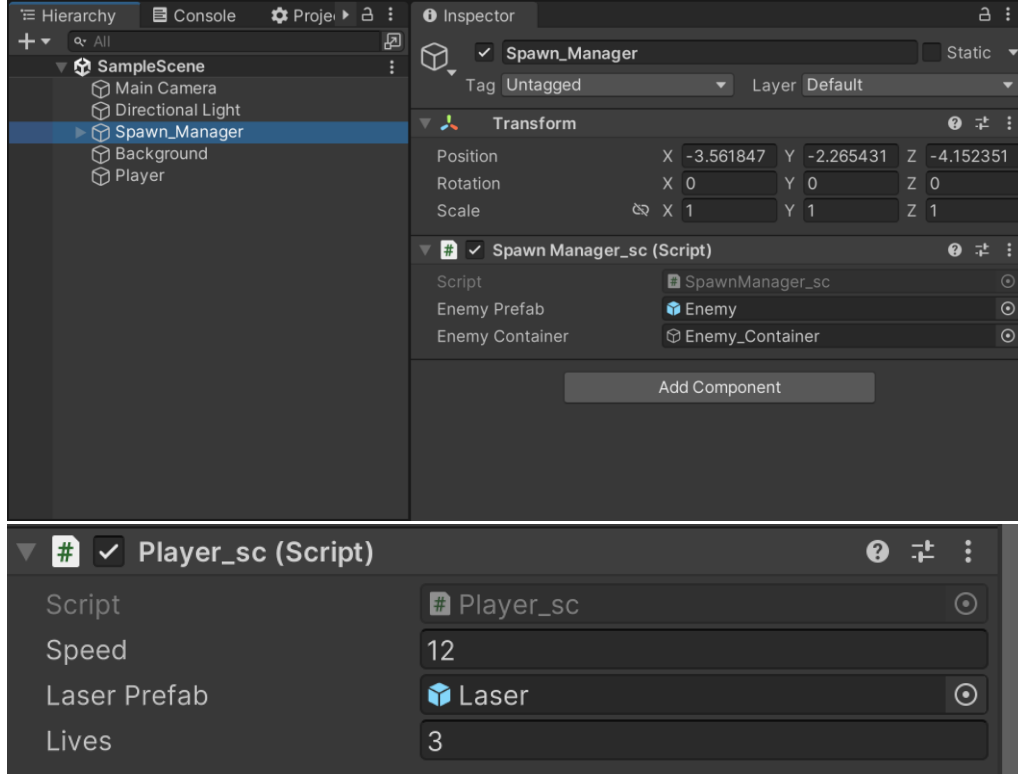 Hierarchy
Console
Proje
All
SampleScene
Main Camera
Directional Light
Spawn_Manager
Background
Player
Inspector
Spawn_Manager
Static
Tag Untagged Layer Default
Transform
Position X -3.561847 Y -2.265431 Z -4.152351
Rotation X 0 Y 0 Z 0
Scale X 1 Y 1 Z 1
# Spawn Manager_sc (Script)
Script # SpawnManager_sc
Enemy Prefab Enemy
Enemy Container Enemy_Container
Add Component
# Player_sc (Script)
Script # Player_sc
Speed 12
Laser Prefab Laser
Lives 3